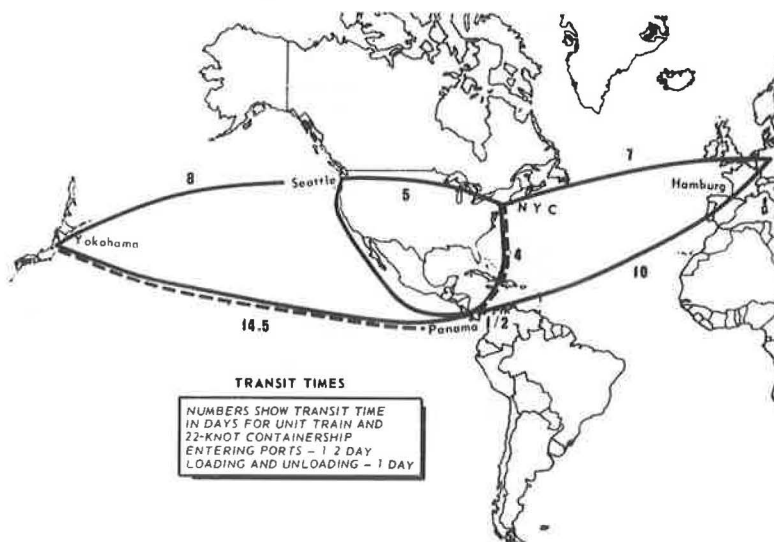 7
8
Seattle
5
Hamburg
NYC
Yokohama
4
10
14.5
Panama
1/2
TRANSIT TIMES
NUMBERS SHOW TRANSIT TIME
IN DAYS FOR UNIT TRAIN AND
22-KNOT CONTAINERSHIP
ENTERING PORTS – 1 2 DAY
LOADING AND UNLOADING – 1 DAY